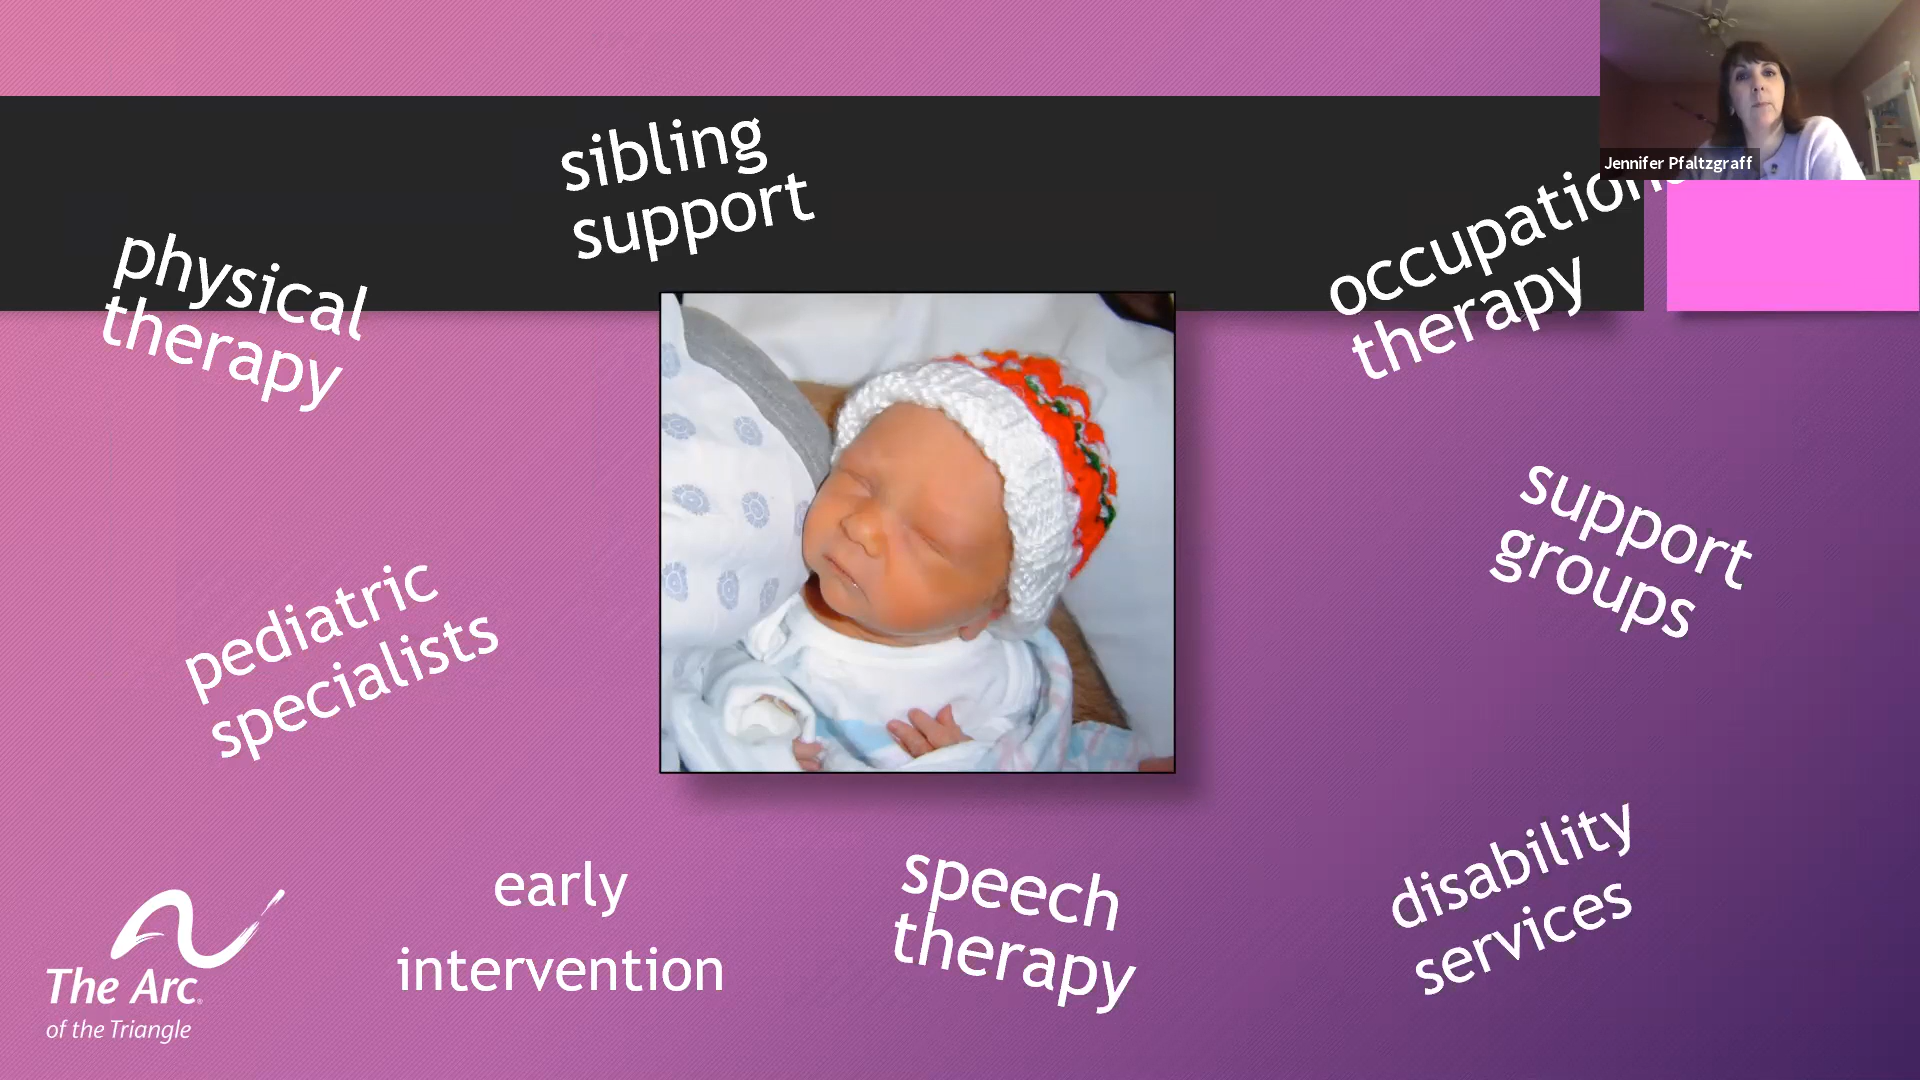 Jennifer Pfaltzgraff
sibling
support
physical
therapy
occupation
therapy
support
groups
pediatric
specialists
early
intervention
speech
therapy
disability
services
The Arc
of the Triangle